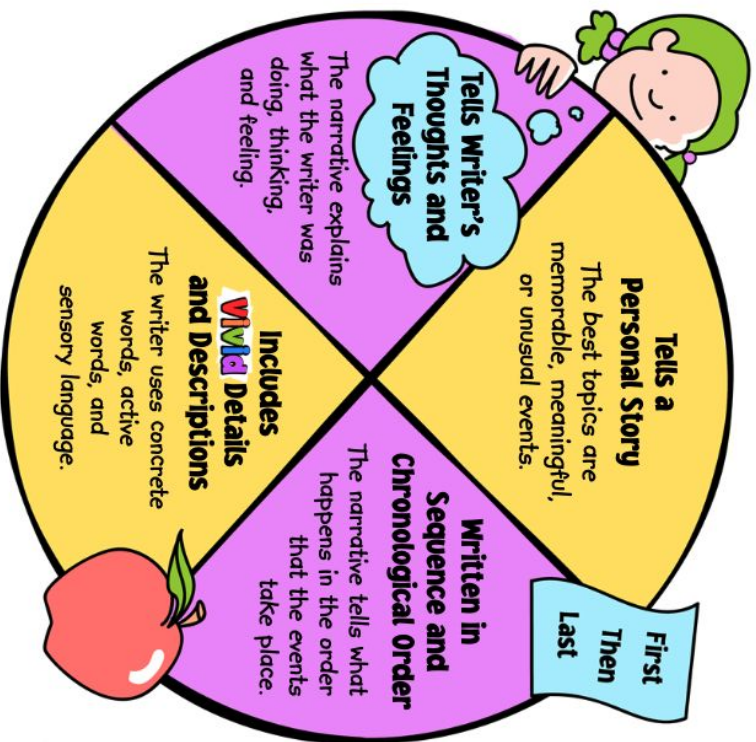 Tells a
Personal Story
The best topics are
memorable, meaningful,
or unusual events.
Tells Writer's
Thoughts and
Feelings
The narrative explains
what the writer was
doing, thinking,
and feeling.
First
Then
Last
Written in
Sequence and
Chronological Order
The narrative tells what
happens in the order
that the events
take place.
Includes
Vivid Details
and Descriptions
The writer uses concrete
words, active
words, and
sensory language.